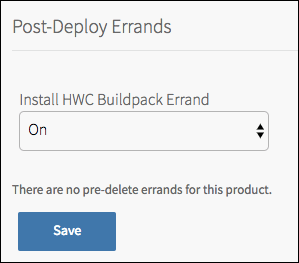 Post-Deploy Errands
Install HWC Buildpack Errand
On
There are no pre-delete errands for this product.
Save